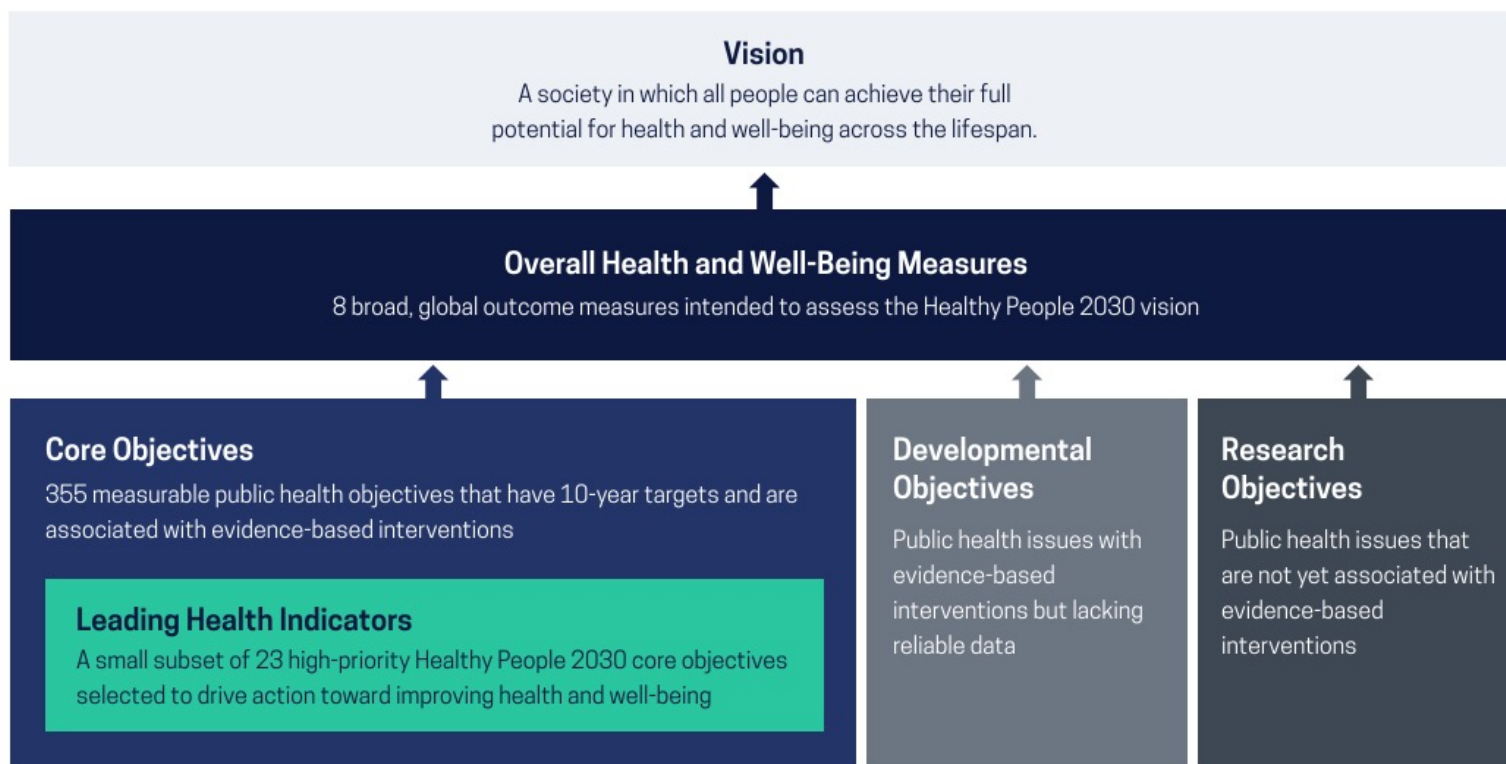 Vision
A society in which all people can achieve their full
potential for health and well-being across the lifespan.
Overall Health and Well-Being Measures
8 broad, global outcome measures intended to assess the Healthy People 2030 vision
Core Objectives
355 measurable public health objectives that have 10-year targets and are
associated with evidence-based interventions
Leading Health Indicators
A small subset of 23 high-priority Healthy People 2030 core objectives
selected to drive action toward improving health and well-being
Developmental
Objectives
Public health issues with
evidence-based
interventions but lacking
reliable data
Research
Objectives
Public health issues that
are not yet associated with
evidence-based
interventions